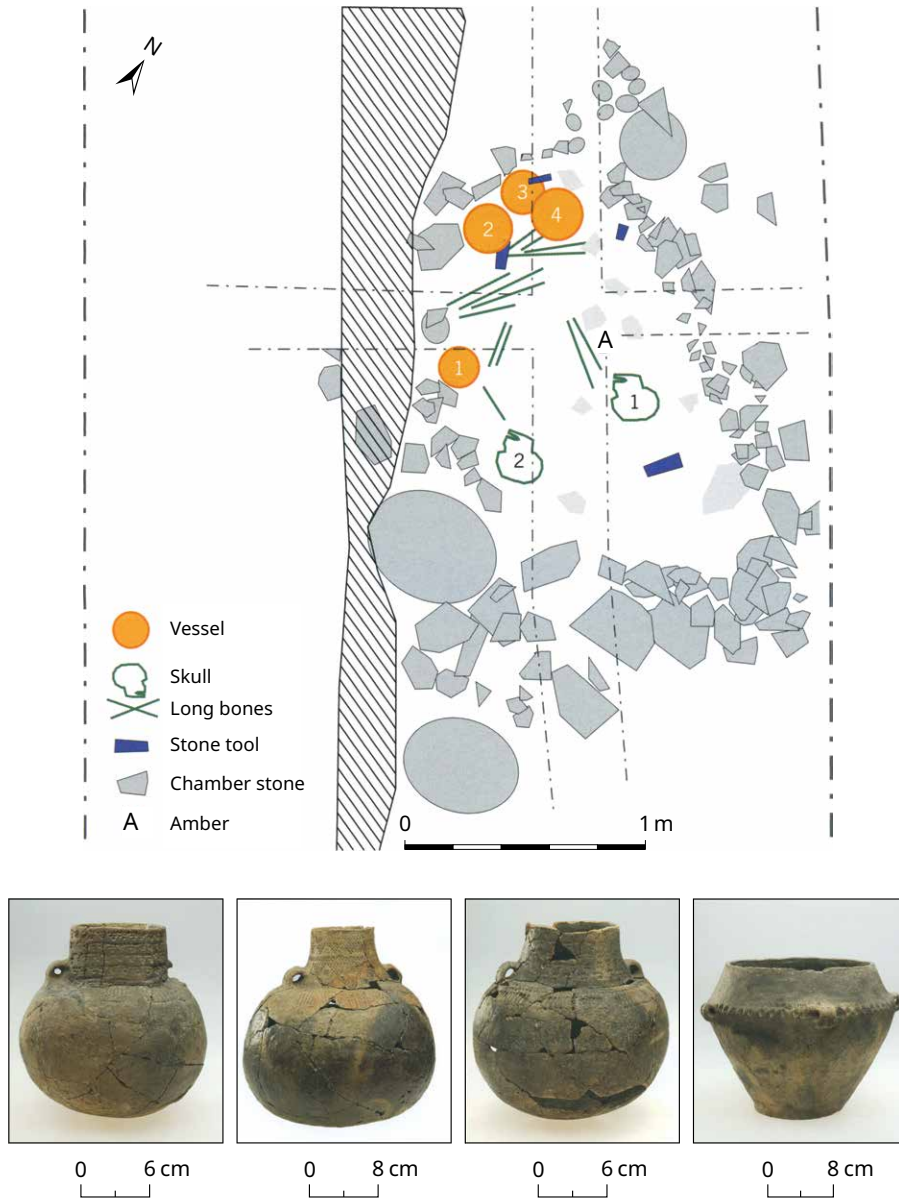 N
3
4
2
1
A
1
2
Vessel
Skull
Long bones
Stone tool
Chamber stone
A Amber
0 1 m
0 6 cm
0 8 cm
0 6 cm
0 8 cm